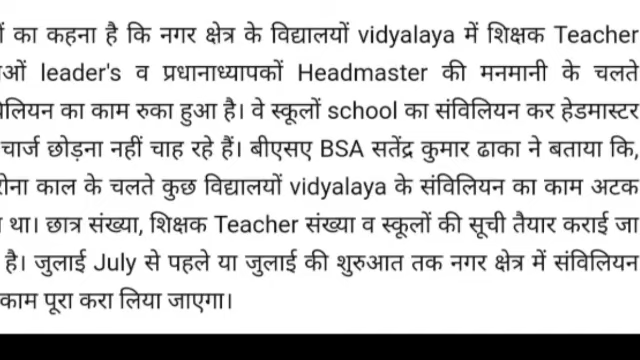 का कहना है कि नगर क्षेत्र के विद्यालयों vidyalaya में शिक्षक Teacher
leader's व प्रधानाध्यापकों Headmaster की मनमानी के चलते
का काम रुका हुआ है। वे स्कूलों school का संविलियन कर हेडमास्टर
चार्ज छोड़ना नहीं चाह रहे हैं। बीएसए BSA सतेंद्र कुमार ढाका ने बताया कि,
काल के चलते कुछ विद्यालयों vidyalaya के संविलियन का काम अटक
था। छात्र संख्या, शिक्षक Teacher संख्या व स्कूलों की सूची तैयार कराई जा
है। जुलाई July से पहले या जुलाई की शुरुआत तक नगर क्षेत्र में संविलियन
काम पूरा करा लिया जाएगा।